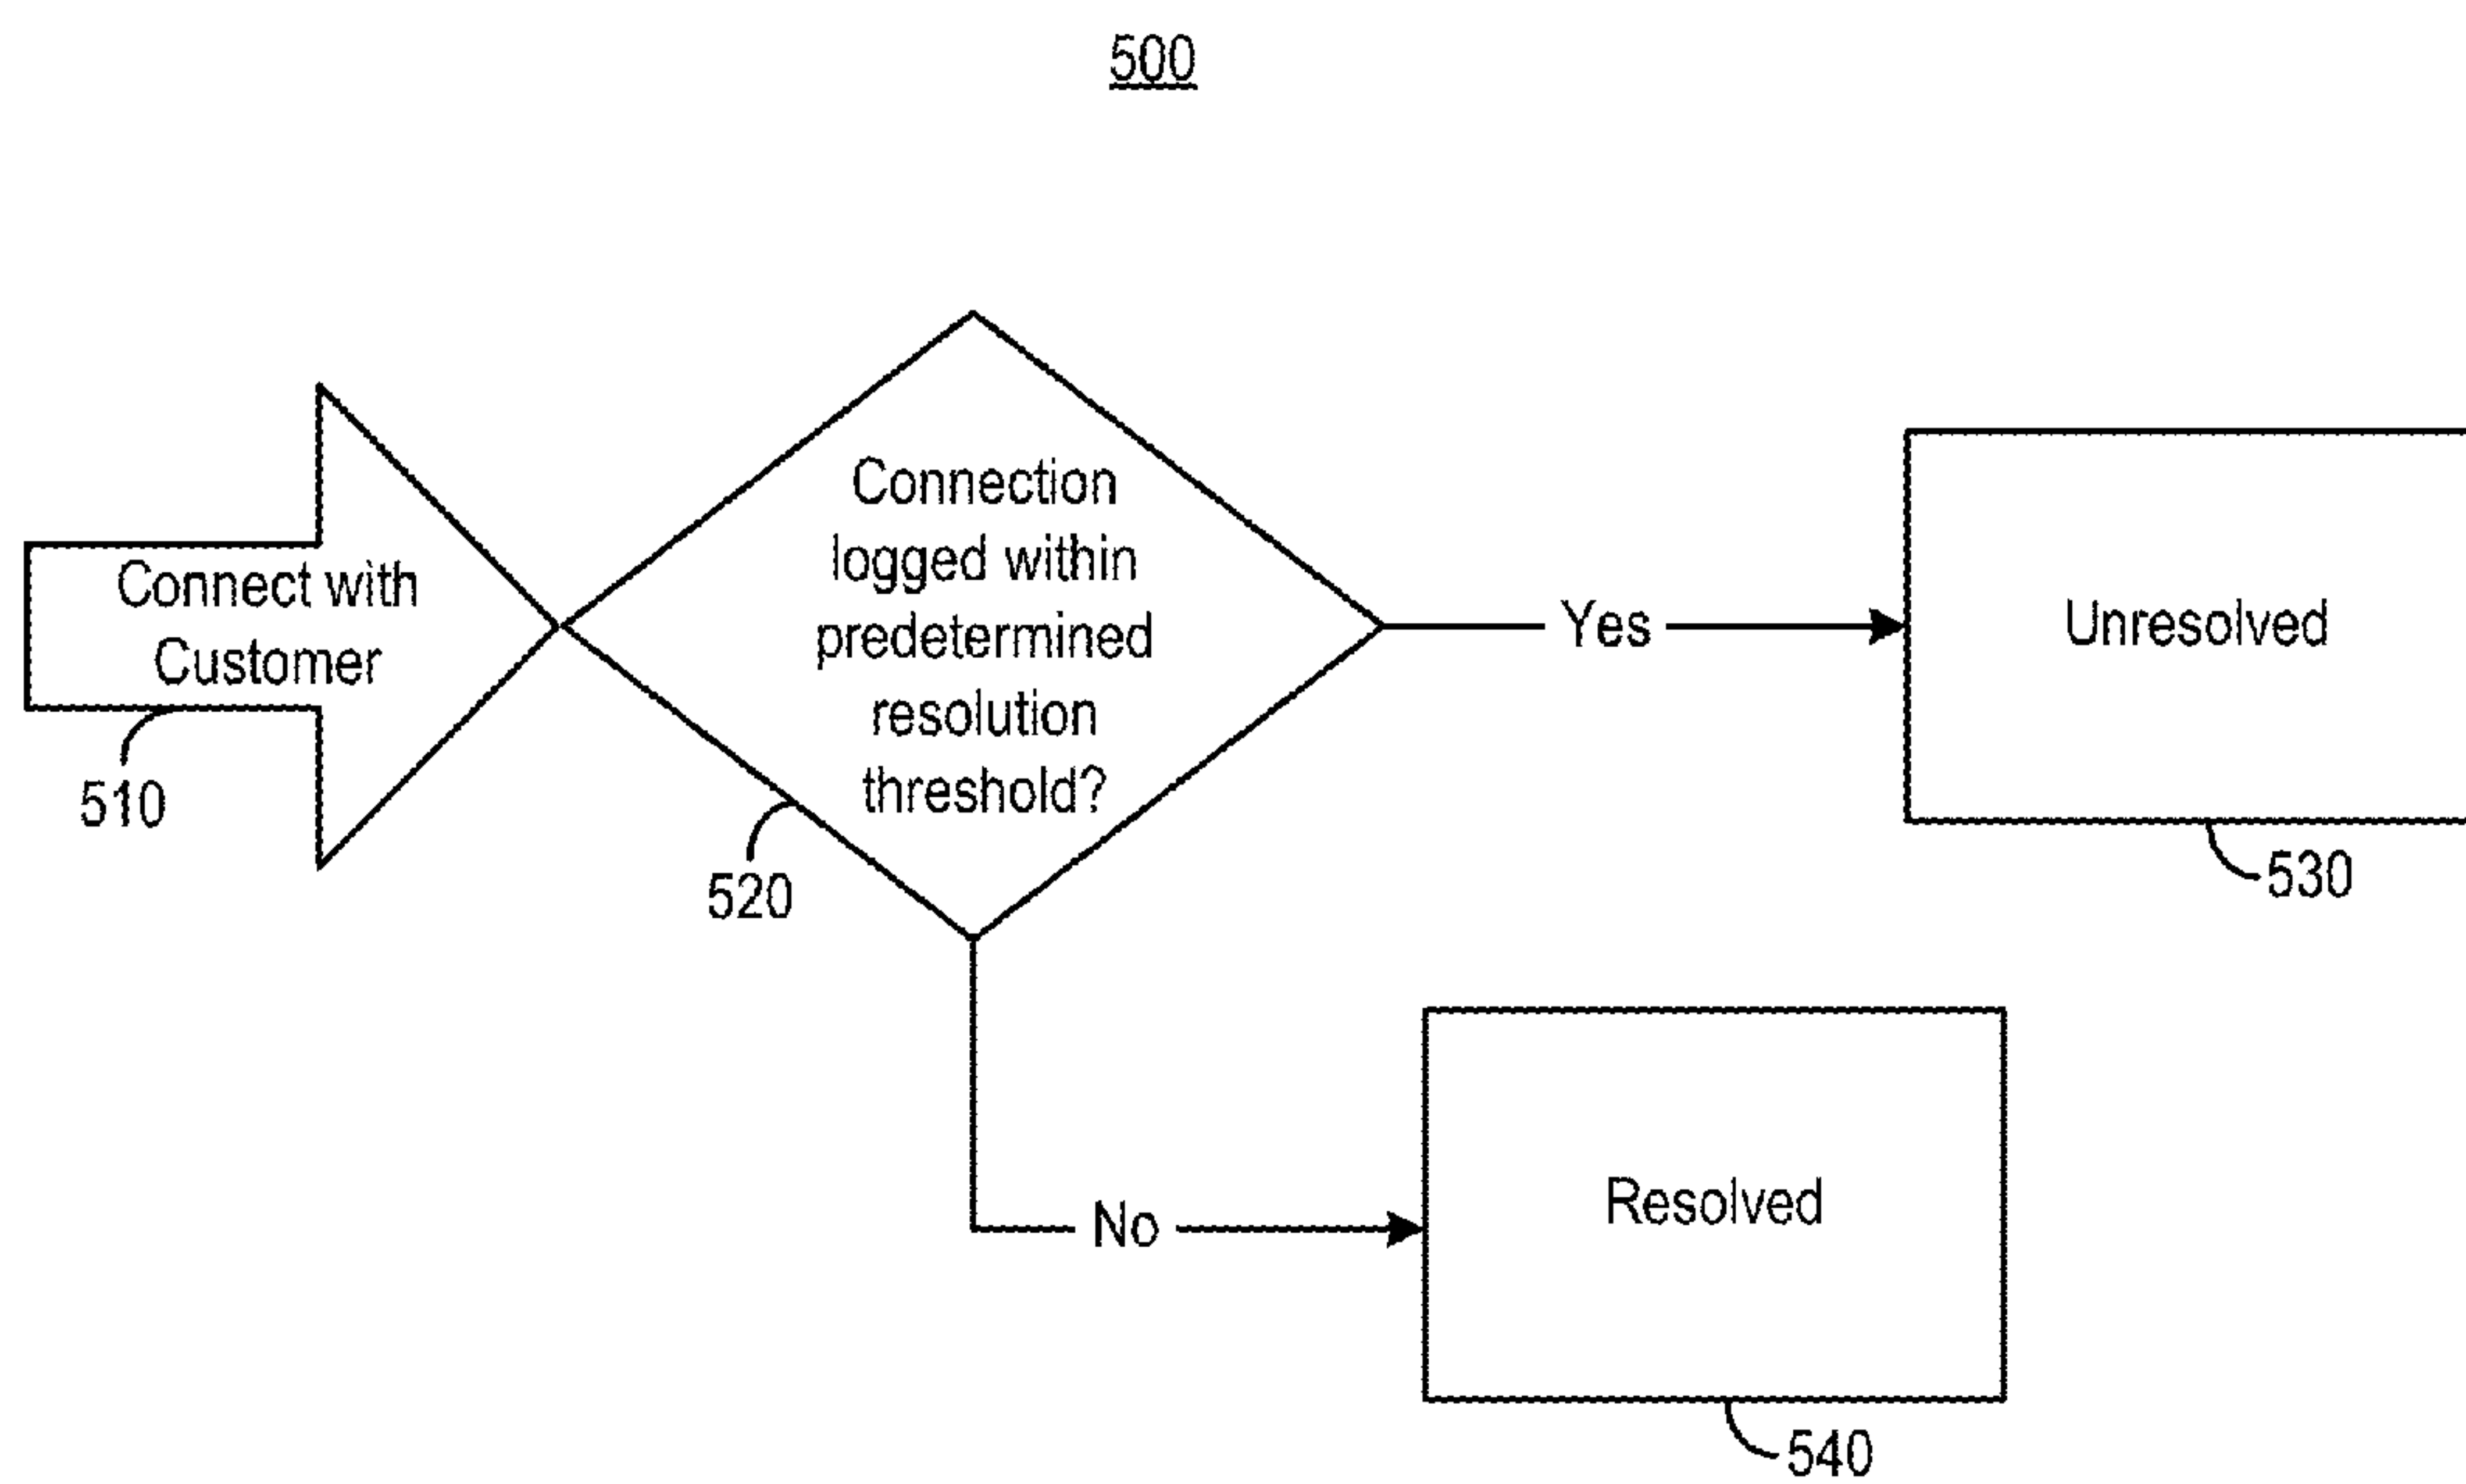 500
Connect with
Customer
510
Connection
logged within
predetermined
resolution
threshold?
520
Yes
Unresolved
530
No
Resolved
540